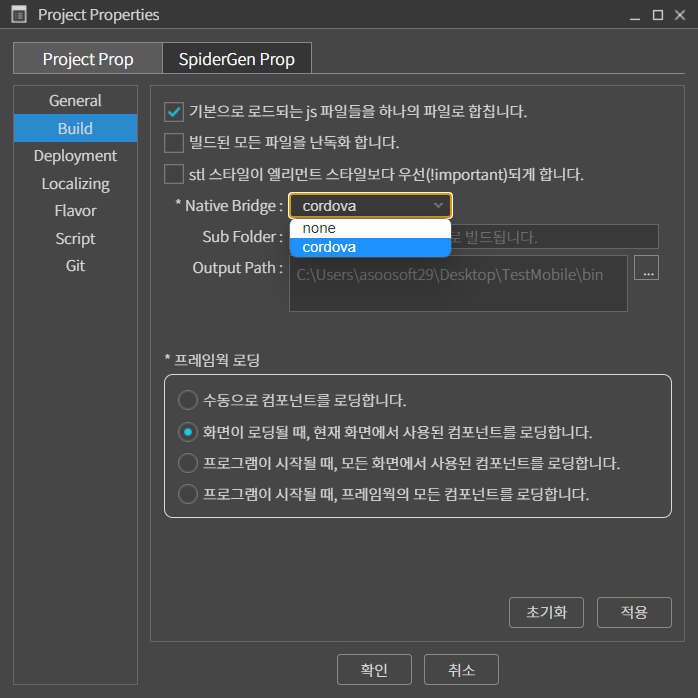 Project Properties
Project Prop
SpiderGen Prop
General
Build
Deployment
Localizing
Flavor
Script
Git
기본으로 로드되는 js 파일들을 하나의 파일로 합칩니다.
빌드된 모든 파일을 난독화 합니다.
stl 스타일이 엘리먼트 스타일보다 우선(!important)되게 합니다.
* Native Bridge : cordova
none
cordova
Sub Folder : 로 빌드됩니다.
Output Path : C:\Users\asoosoft29\Desktop\TestMobile\bin ...
* 프레임웍 로딩
수동으로 컴포넌트를 로딩합니다.
화면이 로딩될 때, 현재 화면에서 사용된 컴포넌트를 로딩합니다.
프로그램이 시작될 때, 모든 화면에서 사용된 컴포넌트를 로딩합니다.
프로그램이 시작될 때, 프레임웍의 모든 컴포넌트를 로딩합니다.
초기화
적용
확인
취소